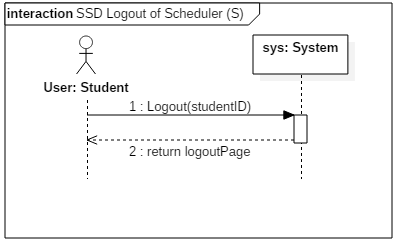 interaction SSD Logout of Scheduler (S)
sys: System
User: Student
1 : Logout(studentID)
2 : return logoutPage